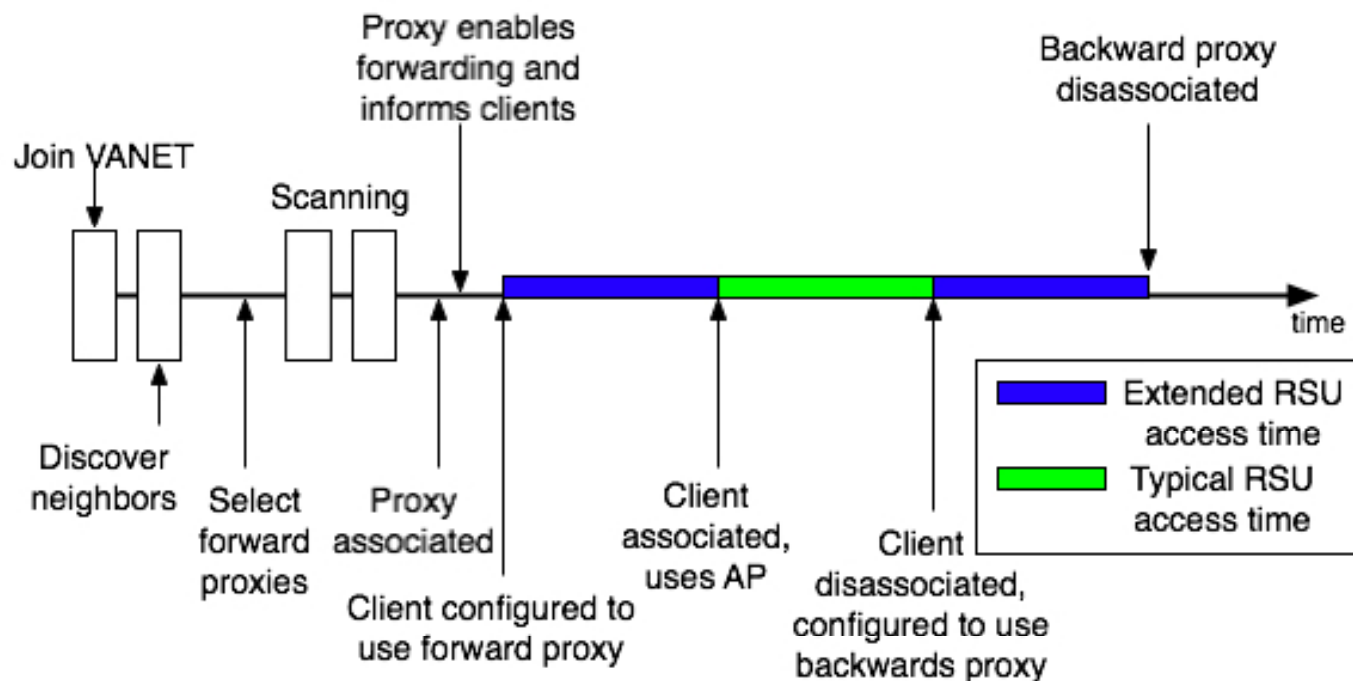 Proxy enables
forwarding and
informs clients
Backward proxy
disassociated
Join VANET
Scanning
time
Discover
neighbors
Select
forward
proxies
Proxy
associated
Client configured to
use forward proxy
Client
associated,
uses AP
Client
disassociated,
configured to use
backwards proxy
Extended RSU
access time
Typical RSU
access time